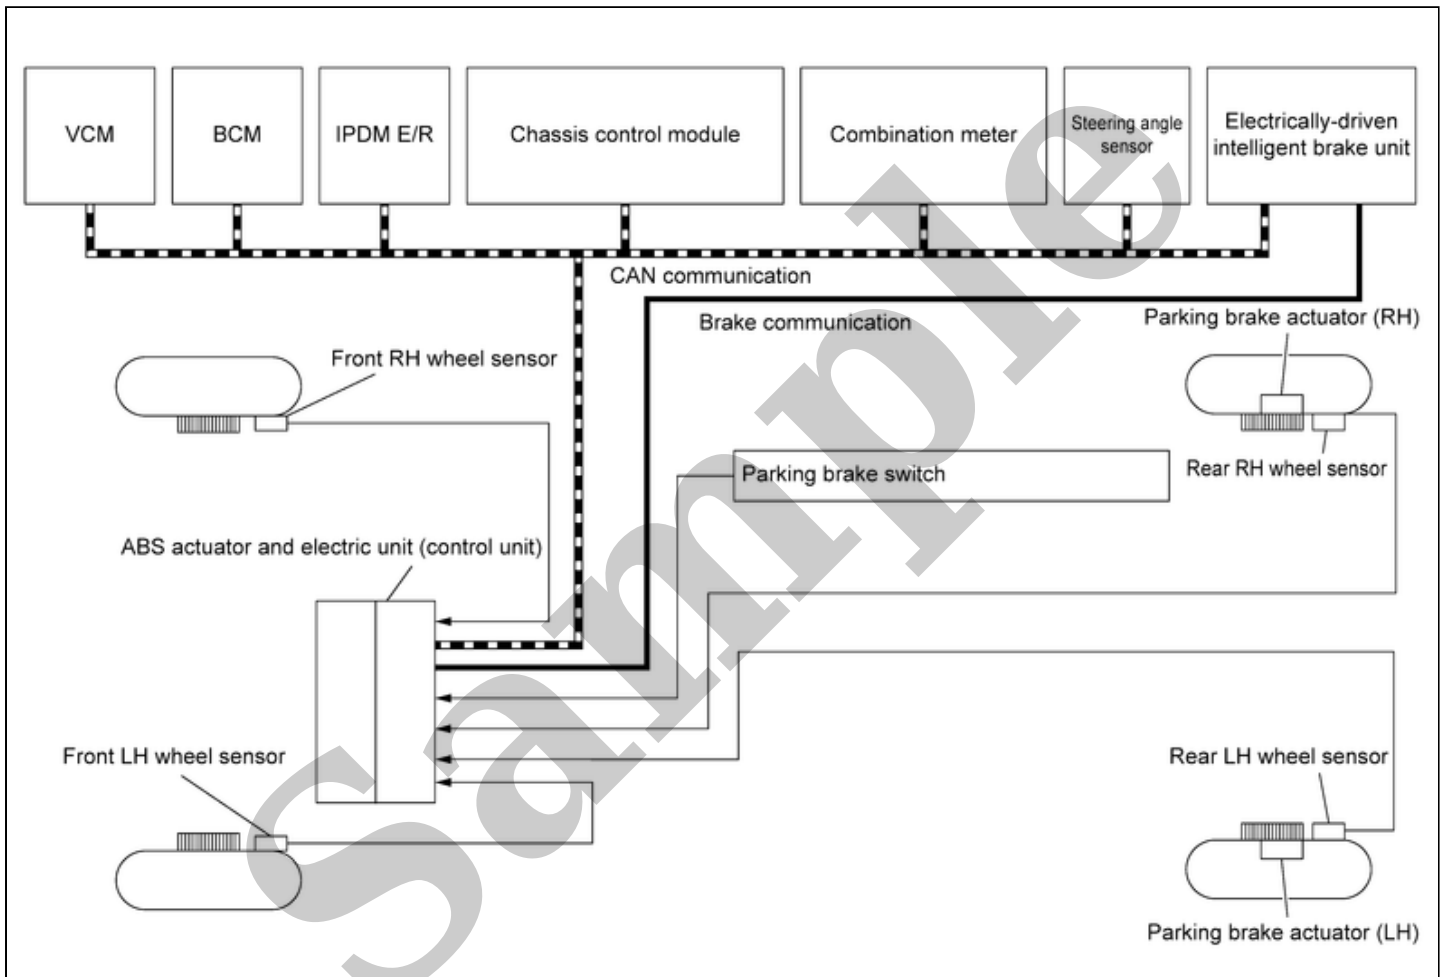 VCM
BCM
IPDM E/R
Chassis control module
Combination meter
Steering angle
sensor
Electrically-driven
intelligent brake unit
CAN communication
Brake communication
Parking brake actuator (RH)
Front RH wheel sensor
Rear RH wheel sensor
Parking brake switch
ABS actuator and electric unit (control unit)
Front LH wheel sensor
Rear LH wheel sensor
Parking brake actuator (LH)
Sample